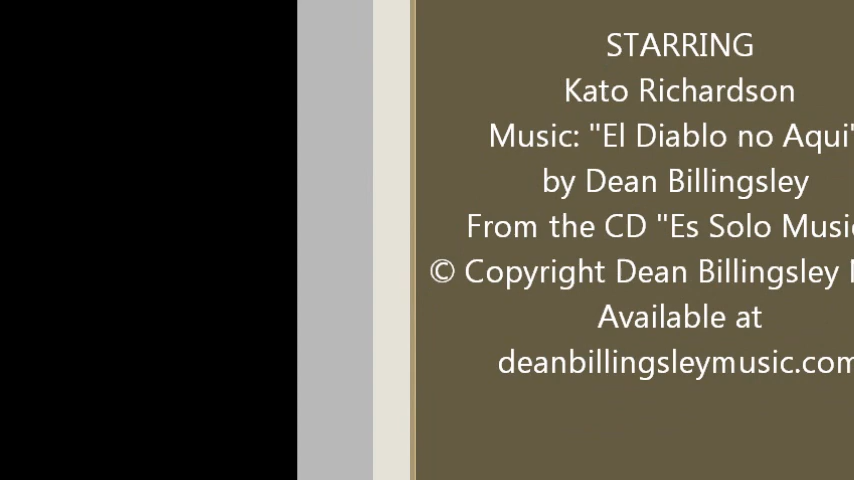 STARRING
Kato Richardson
Music: "El Diablo no Aqui"
by Dean Billingsley
From the CD "Es Solo
© Copyright Dean Billingsley
Available at
deanbillingsleymusic.com